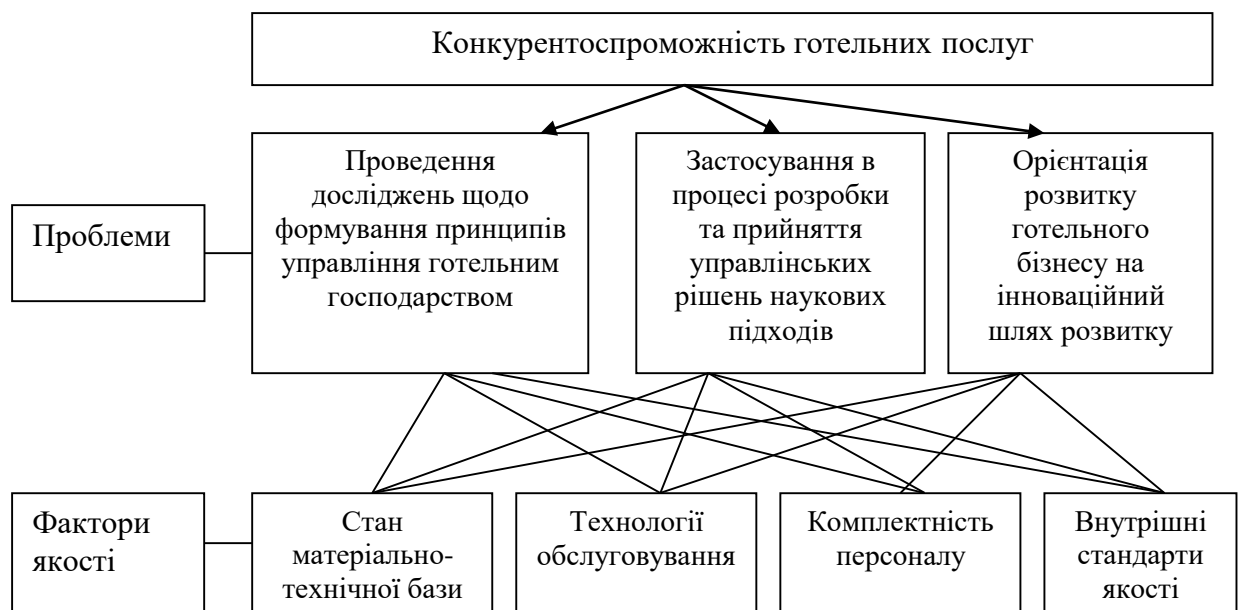 Конкурентоспроможність готельних послуг
Проблеми
Проведення
досліджень щодо
формування принципів
управління готельним
господарством
Застосування в
процесі розробки
та прийняття
управлінських
рішень наукових
підходів
Орієнтація
розвитку
готельного
бізнесу на
інноваційний
шлях розвитку
Фактори
якості
Стан
матеріально-
технічної бази
Технології
обслуговування
Комплектність
персоналу
Внутрішні
стандарти
якості